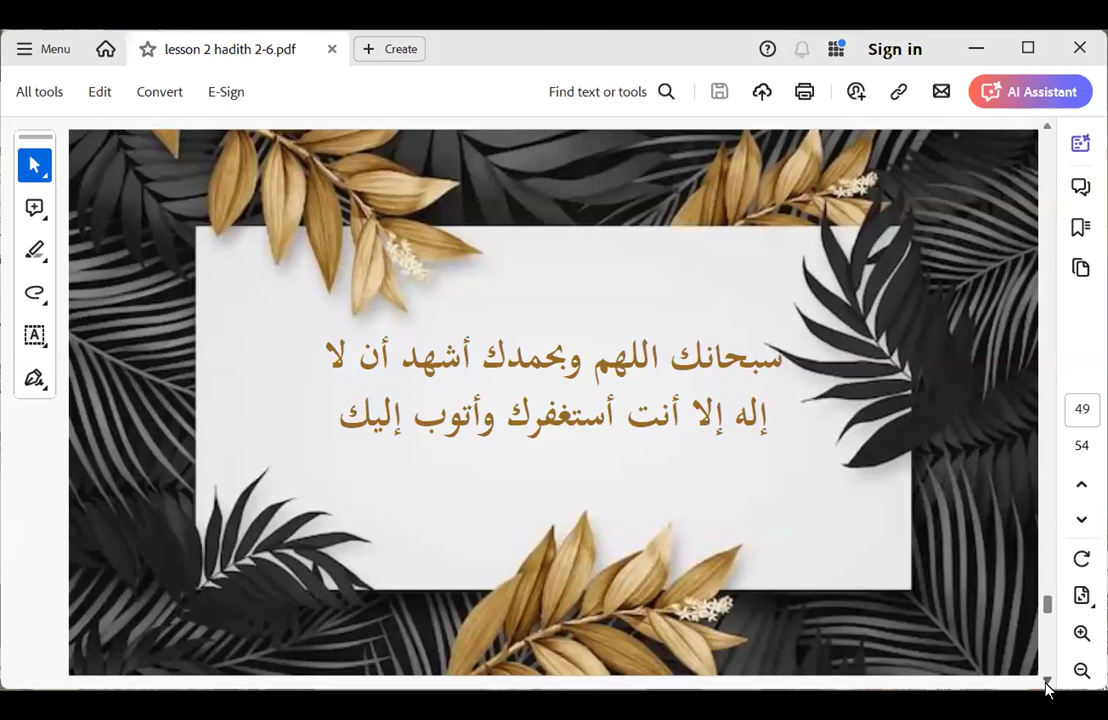 Menu
lesson 2 hadith 2-6.pdf
Create
Sign in
All tools
Edit
Convert
E-Sign
Find text or tools
AI Assistant
سبحانك اللهم وبحمدك أشهد أن لا
إله إلا أنت أستغفرك وأتوب إليك
49
54